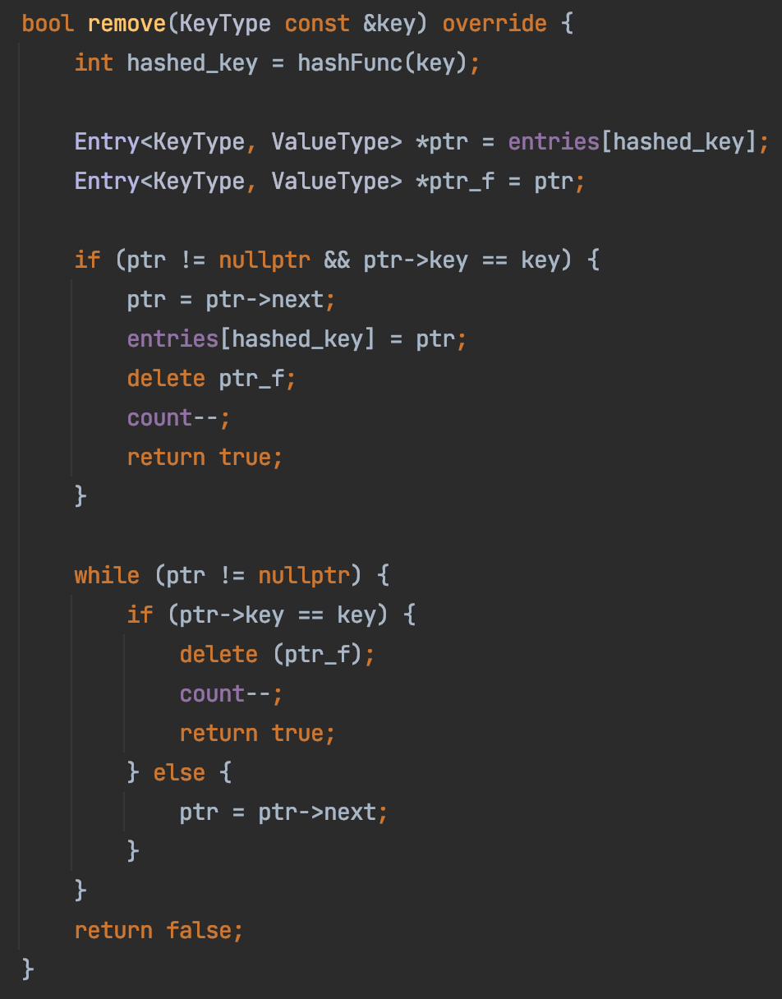 bool remove(KeyType const &key) override {
    int hashed_key = hashFunc(key);

    Entry<KeyType, ValueType> *ptr = entries[hashed_key];
    Entry<KeyType, ValueType> *ptr_f = ptr;

    if (ptr != nullptr && ptr->key == key) {
        ptr = ptr->next;
        entries[hashed_key] = ptr;
        delete ptr_f;
        count--;
        return true;
    }

    while (ptr != nullptr) {
        if (ptr->key == key) {
            delete (ptr_f);
            count--;
            return true;
        } else {
            ptr = ptr->next;
        }
    }
    return false;
}